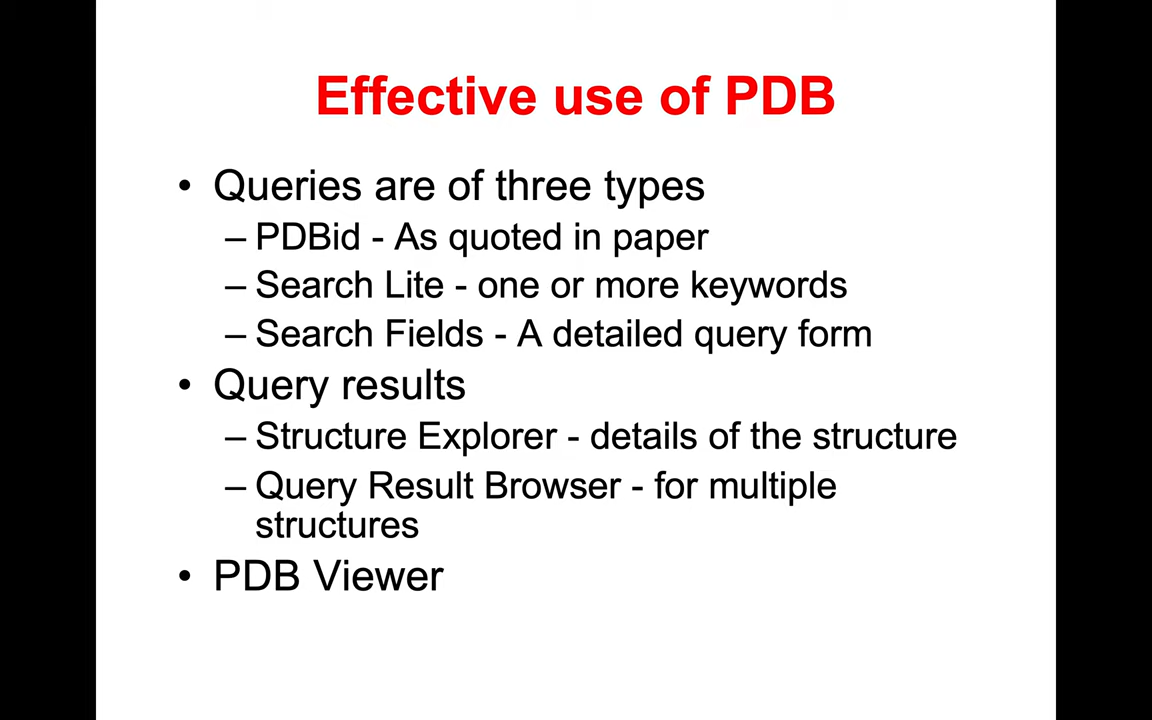 Effective use of PDB
• Queries are of three types
– PDBid - As quoted in paper
– Search Lite - one or more keywords
– Search Fields - A detailed query form
• Query results
– Structure Explorer - details of the structure
– Query Result Browser - for multiple
structures
• PDB Viewer